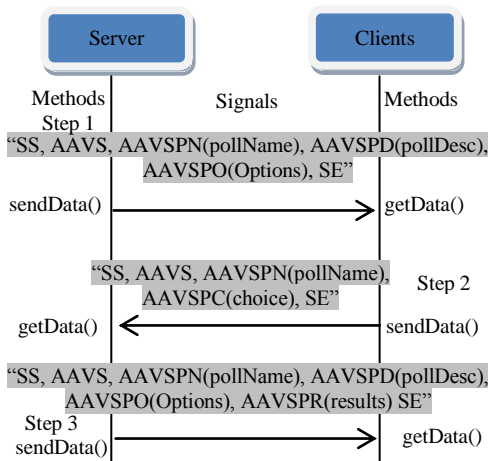 Server Clients
Methods Signals Methods
Step 1
“SS, AAVS, AAVSPN(pollName), AAVSPD(pollDesc),
AAVSPO(Options), SE”
sendData() getData()
“SS, AAVS, AAVSPN(pollName),
AAVSPC(choice), SE”
Step 2
getData() sendData()
“SS, AAVS, AAVSPN(pollName), AAVSPD(pollDesc),
AAVSPO(Options), AAVSPR(results) SE”
Step 3
sendData() getData()